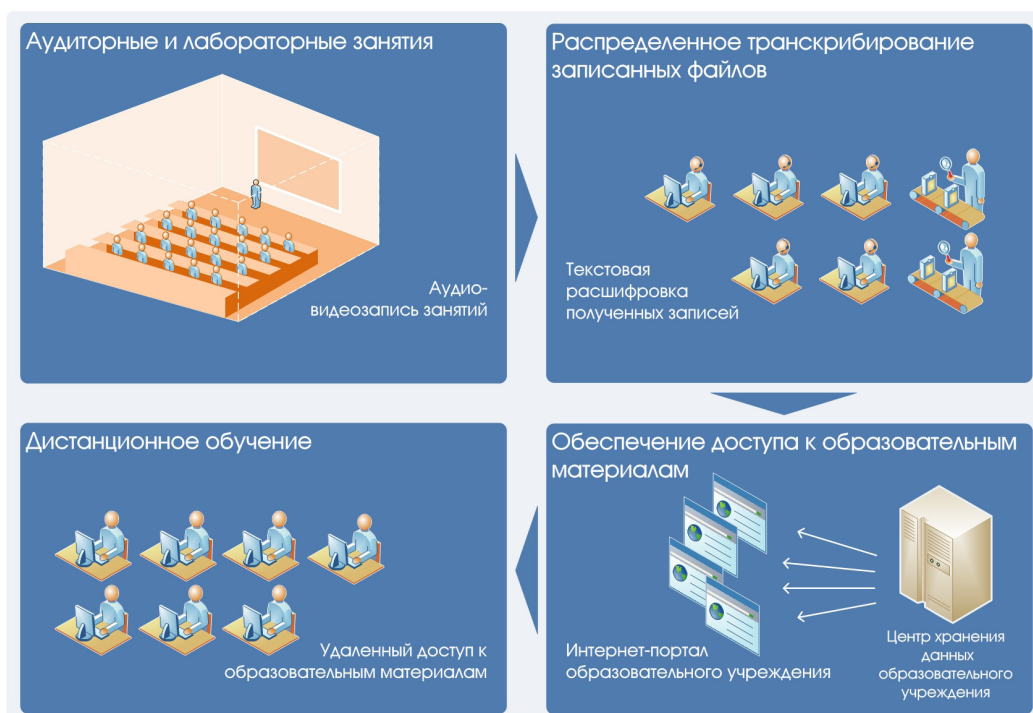 Аудиторные и лабораторные занятия
Аудио-
видеозапись занятий
Распределенное транскрибирование
записанных файлов
Текстовая
расшифровка
полученных записей
Обеспечение доступа к образовательным
материалам
Интернет-портал
образовательного учреждения
Центр хранения
данных
образовательного
учреждения
Дистанционное обучение
Удаленный доступ к
образовательным материалам